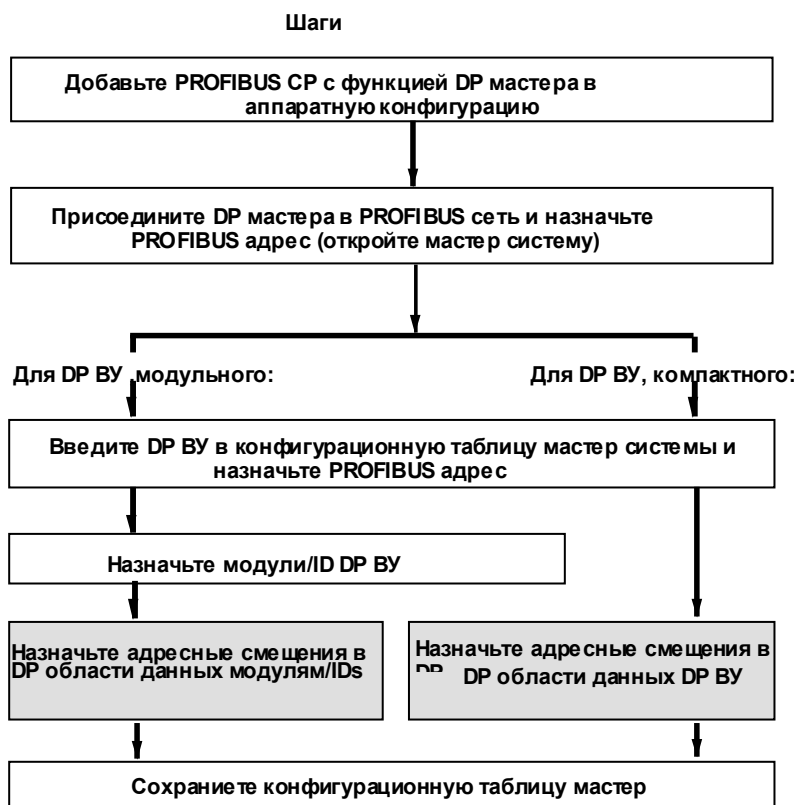 Шаги
Добавьте PROFIBUS CP с функцией DP мастера в
аппаратную конфигурацию
Присоедините DP мастера в PROFIBUS сеть и назначьте
PROFIBUS адрес (откройте мастер систему)
Для DP ВУ модульного:
Для DP ВУ, компактного:
Введите DP ВУ в конфигурационную таблицу мастер системы и
назначьте PROFIBUS адрес
Назначьте модули/ID DP ВУ
Назначьте адресные смещения в
DP области данных модулям/IDs
Назначьте адресные смещения в
DP DP области данных DP ВУ
Сохраниете конфигурационную таблицу мастер